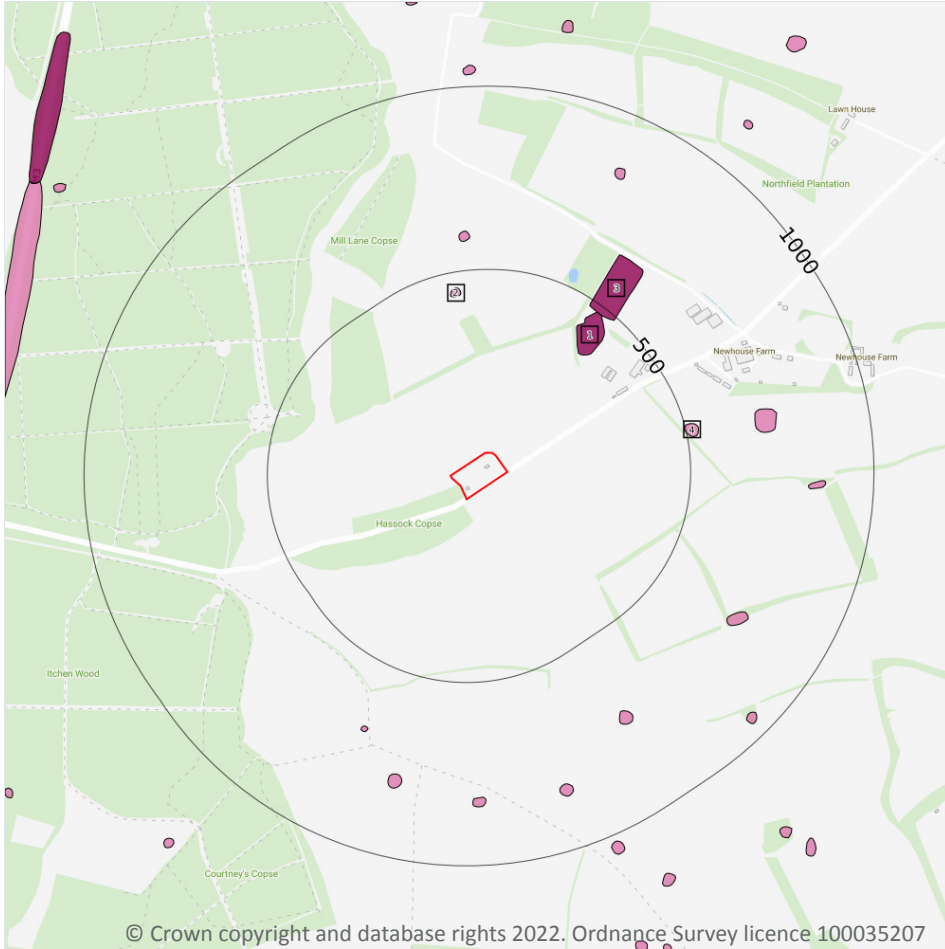 Lawn House
Northfield Plantation
M3
Mill Lane Copse
1000
2
3
1
500
Newhouse Farm
Newhouse Farm
4
Hassock Copse
Itchen Wood
Courtney's Copse
© Crown copyright and database rights 2022. Ordnance Survey licence 100035207